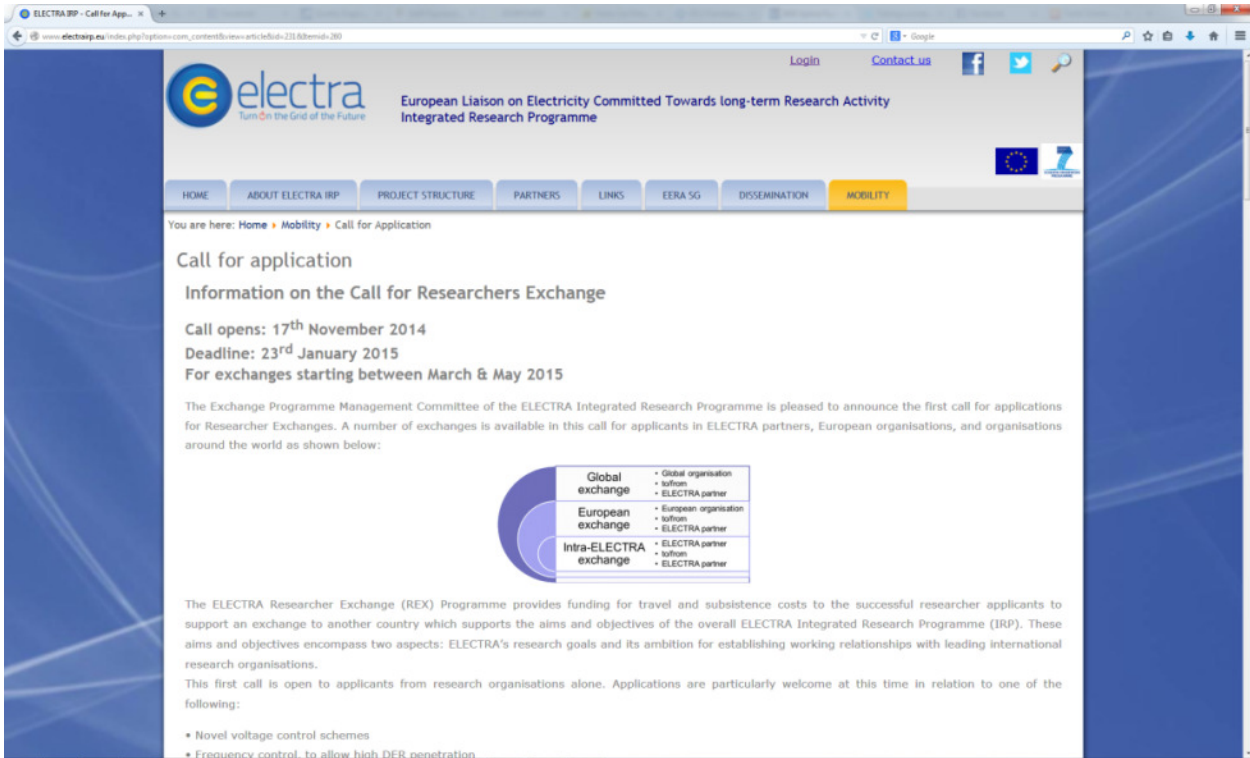 ELECTRA IRP - Call for App...
www.electrairp.eu/index.php?option=com_content&view=article&id=231&Itemid=280
Google
Login
Contact us
electra
Turn On the Grid of the Future
European Liaison on Electricity Committed Towards long-term Research Activity
Integrated Research Programme
HOME
ABOUT ELECTRA IRP
PROJECT STRUCTURE
PARTNERS
LINKS
EERA SG
DISSEMINATION
MOBILITY
You are here: Home Mobility Call for Application
Call for application
Information on the Call for Researchers Exchange
Call opens: 17th November 2014
Deadline: 23rd January 2015
For exchanges starting between March & May 2015
The Exchange Programme Management Committee of the ELECTRA Integrated Research Programme is pleased to announce the first call for applications
for Researcher Exchanges. A number of exchanges is available in this call for applicants in ELECTRA partners, European organisations, and organisations
around the world as shown below:
Global
exchange
• Global organisation
• to/from
• ELECTRA partner
European
exchange
• European organisation
• to/from
• ELECTRA partner
Intra-ELECTRA
exchange
• ELECTRA partner
• to/from
• ELECTRA partner
The ELECTRA Researcher Exchange (REX) Programme provides funding for travel and subsistence costs to the successful researcher applicants to
support an exchange to another country which supports the aims and objectives of the overall ELECTRA Integrated Research Programme (IRP). These
aims and objectives encompass two aspects: ELECTRA's research goals and its ambition for establishing working relationships with leading international
research organisations.
This first call is open to applicants from research organisations alone. Applications are particularly welcome at this time in relation to one of the
following:
• Novel voltage control schemes
• Frequency control, to allow high DER penetration